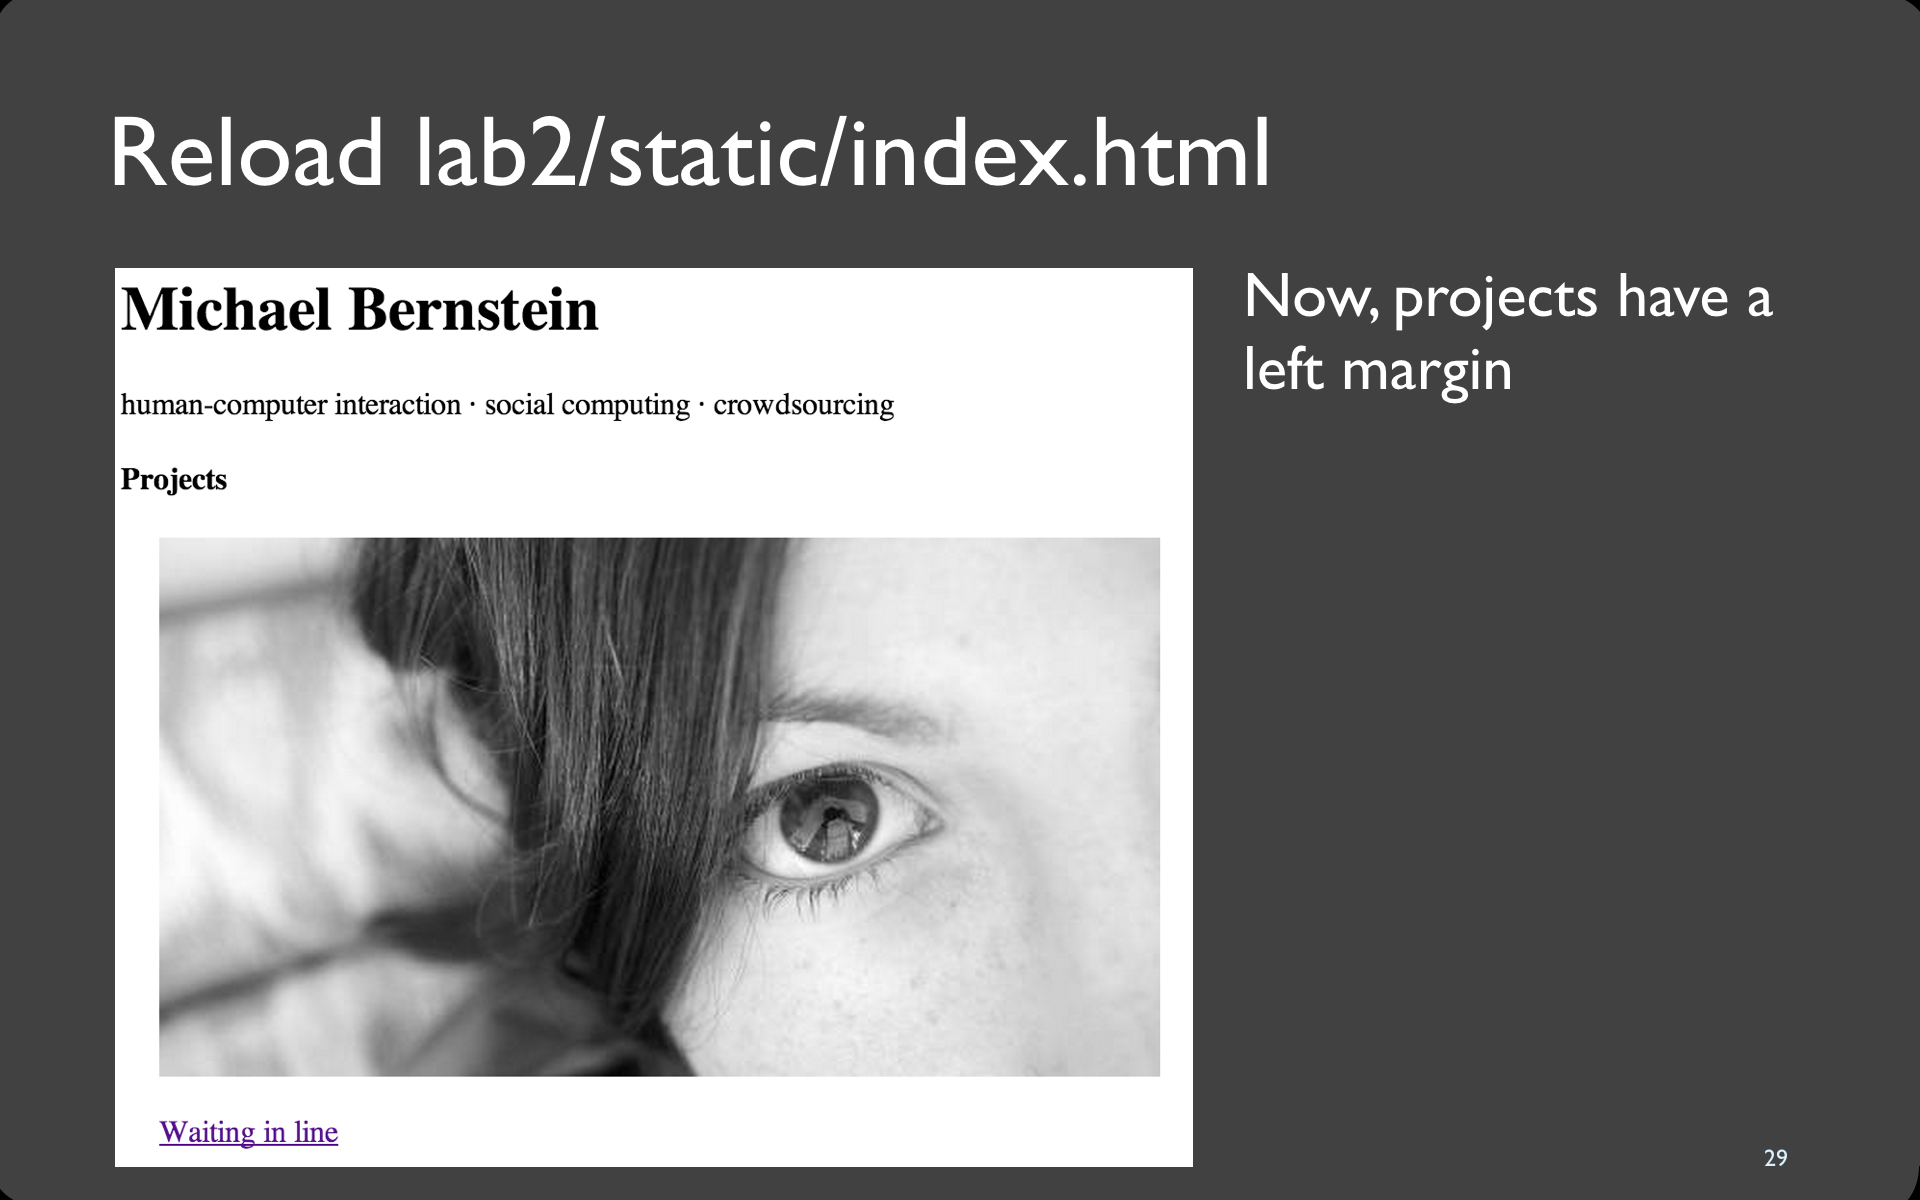 Reload lab2/static/index.html
Michael Bernstein
human-computer interaction · social computing · crowdsourcing
Projects
Waiting in line
Now, projects have a
left margin
29